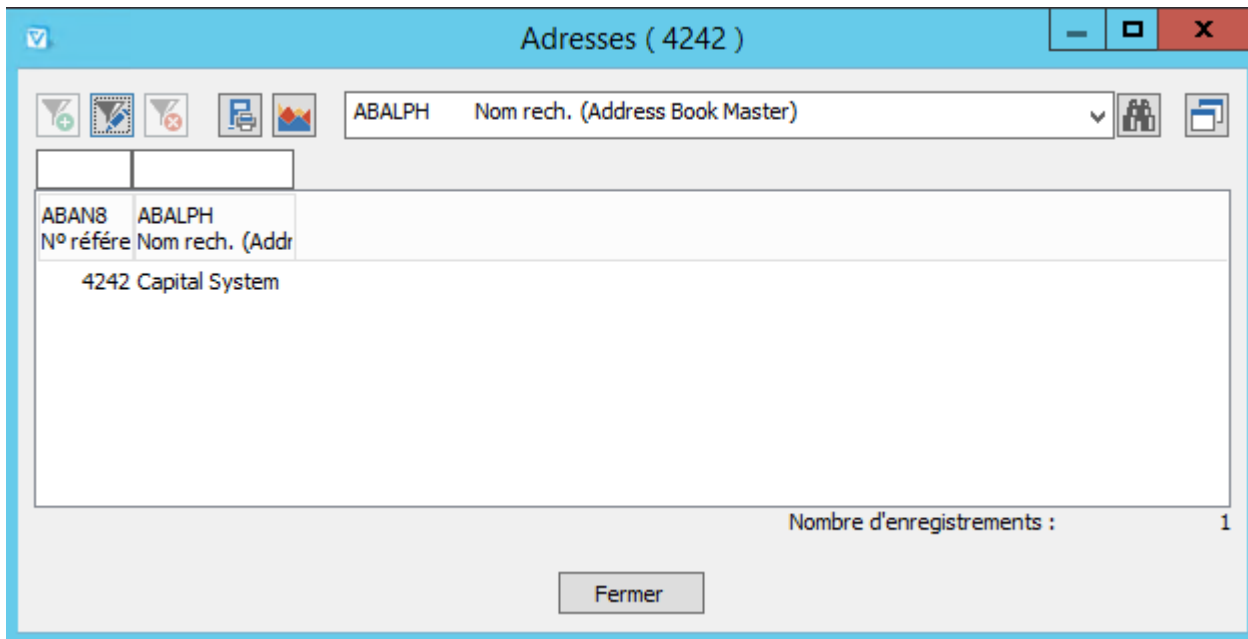 Adresses ( 4242 )
ABALPH Nom rech. (Address Book Master)
ABAN8 ABALPH
Nº référe Nom rech. (Addr
4242 Capital System
Nombre d'enregistrements : 1
Fermer